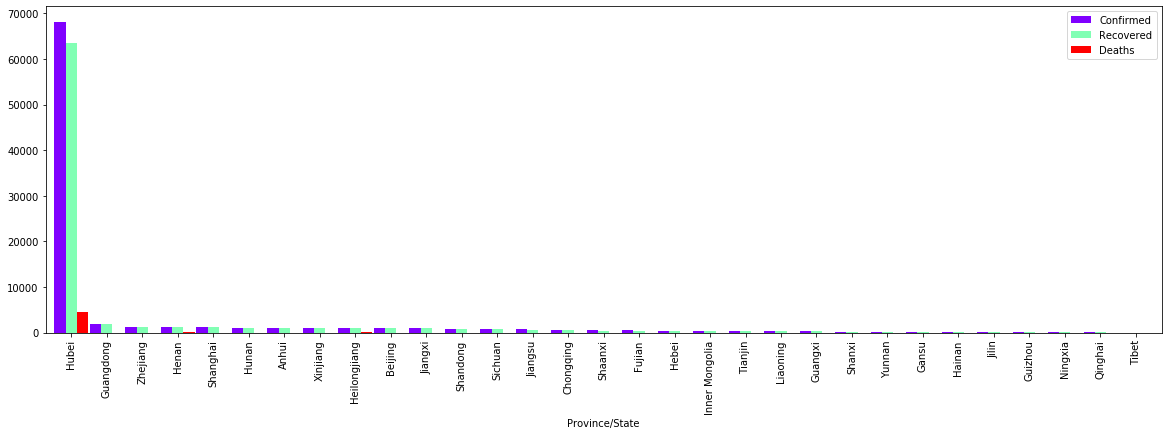 70000
60000
50000
40000
30000
20000
10000
0
Confirmed
Recovered
Deaths
Hubei
Guangdong
Zhejiang
Henan
Shanghai
Hunan
Anhui
Xinjiang
Heilongjiang
Beijing
Jiangxi
Shandong
Sichuan
Jiangsu
Chongqing
Shaanxi
Fujian
Hebei
Inner Mongolia
Tianjin
Liaoning
Guangxi
Shanxi
Yunnan
Gansu
Hainan
Jilin
Guizhou
Ningxia
Qinghai
Tibet
Province/State